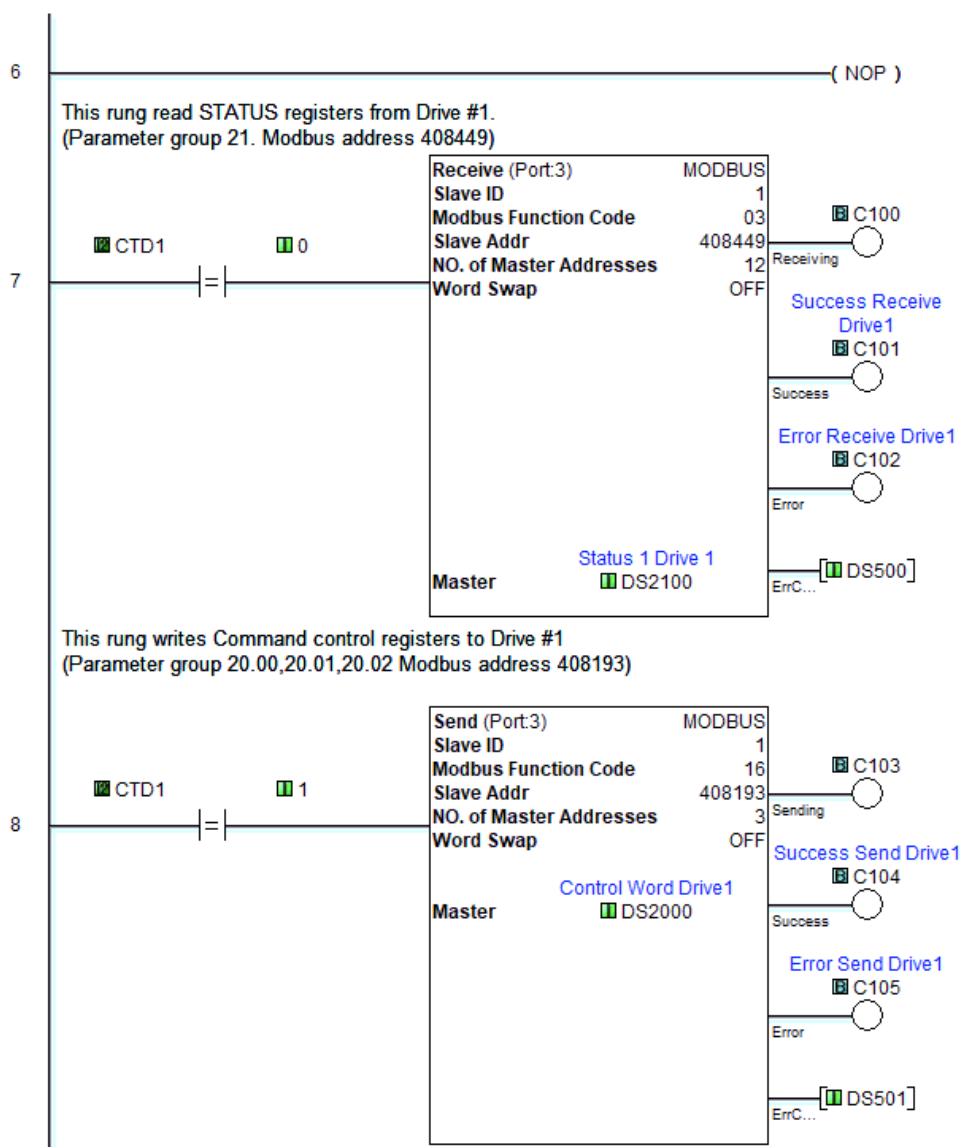 6
( NOP )
This rung read STATUS registers from Drive #1.
(Parameter group 21. Modbus address 408449)
Receive (Port:3) MODBUS
Slave ID 1
Modbus Function Code 03
Slave Addr 408449
NO. of Master Addresses 12
Word Swap OFF
CTD1 0
7
=
C100
Receiving
Success Receive
Drive1
C101
Success
Error Receive Drive1
C102
Error
Status 1 Drive 1
Master DS2100
DS500
ErrC...
This rung writes Command control registers to Drive #1
(Parameter group 20.00,20.01,20.02 Modbus address 408193)
Send (Port:3) MODBUS
Slave ID 1
Modbus Function Code 16
Slave Addr 408193
NO. of Master Addresses 3
Word Swap OFF
CTD1 1
8
=
C103
Sending
Success Send Drive1
C104
Success
Control Word Drive1
Master DS2000
Error Send Drive1
C105
Error
DS501
ErrC...